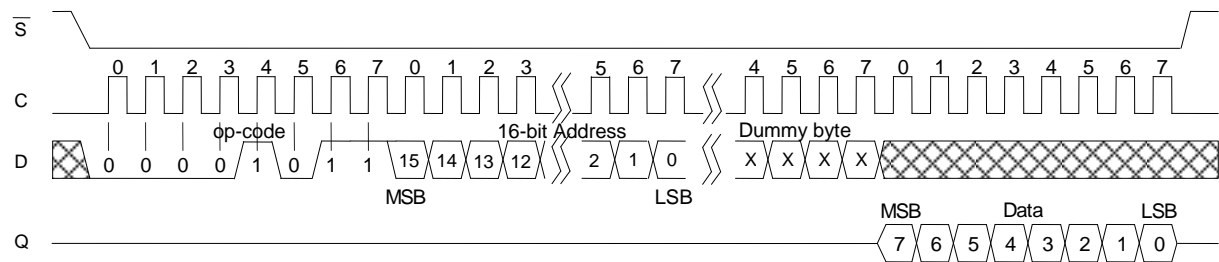 S
0 1 2 3 4 5 6 7 0 1 2 3 5 6 7 4 5 6 7 0 1 2 3 4 5 6 7
C
op-code 16-bit Address Dummy byte
D 0 0 0 0 1 0 1 1 15 14 13 12 2 1 0 X X X X
MSB LSB
MSB Data LSB
Q 7 6 5 4 3 2 1 0